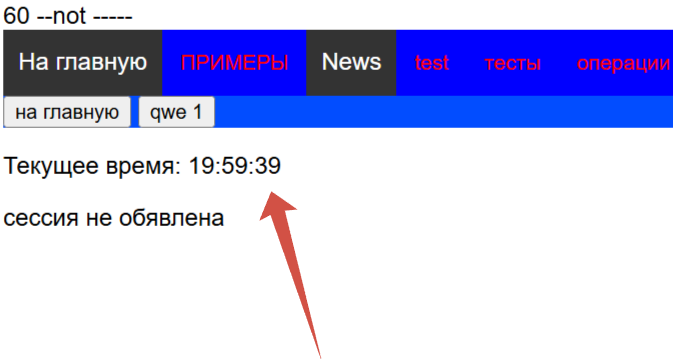 60 --not -----
На главную ПРИМЕРЫ News test тесты операции
на главную qwe 1
Текущее время: 19:59:39
сессия не обявлена